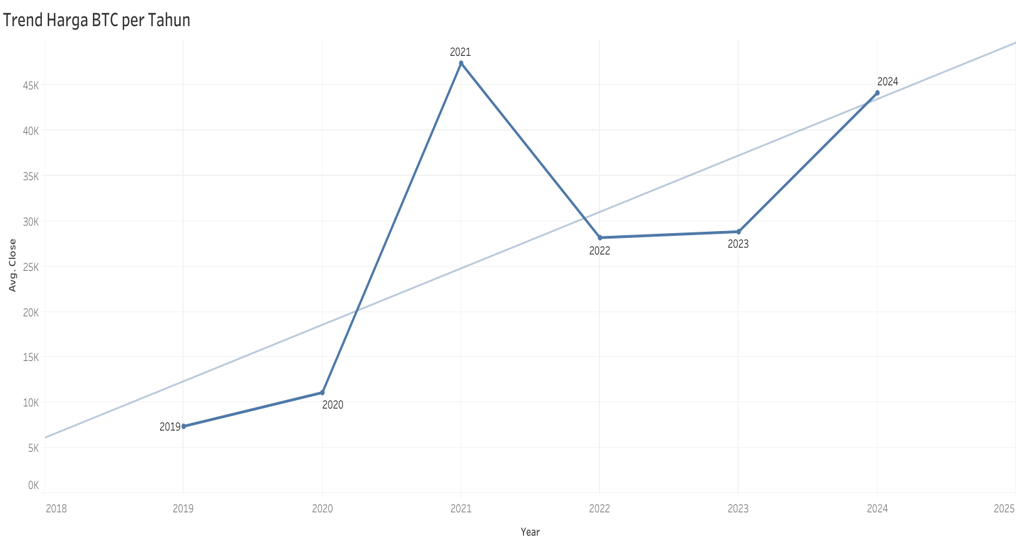 Trend Harga BTC per Tahun
2021
2024
45K
40K
35K
30K
2022
2023
25K
Avg. Close
20K
15K
10K
2020
2019
5K
0K
2018 2019 2020 2021 2022 2023 2024 2025
Year